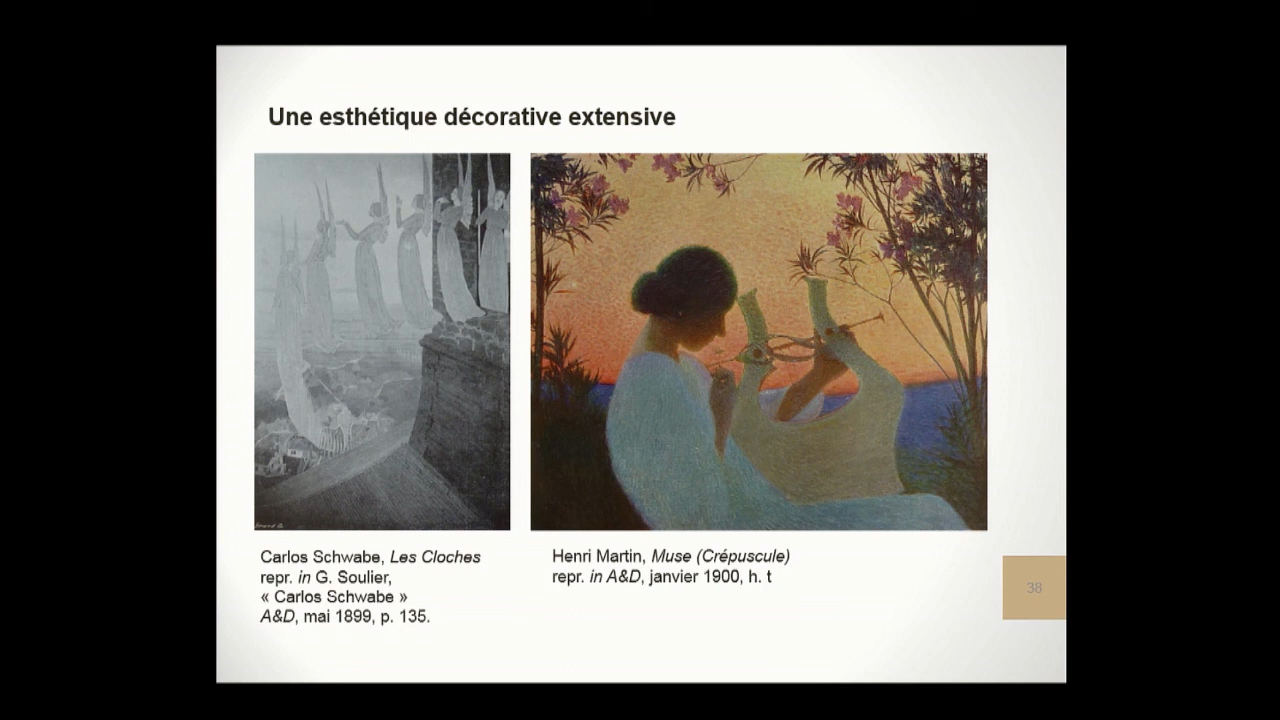 Une esthétique décorative extensive
Carlos Schwabe, Les Cloches
repr. in G. Soulier,
« Carlos Schwabe »
A&D, mai 1899, p. 135.
Henri Martin, Muse (Crépuscule)
repr. in A&D, janvier 1900, h. t
38